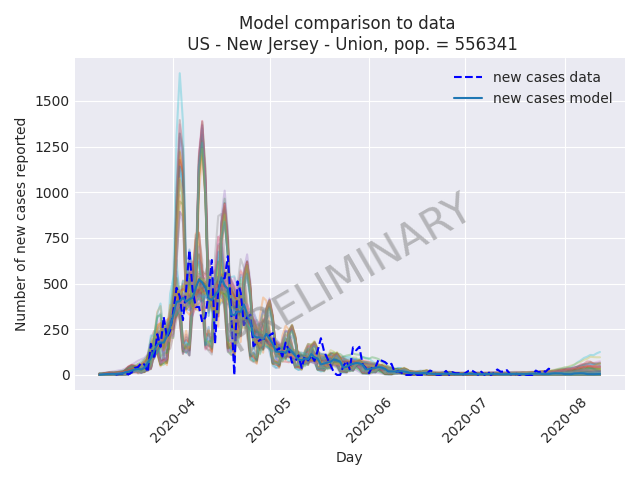 Model comparison to data
US - New Jersey - Union, pop. = 556341
new cases data
new cases model
Number of new cases reported
1500
1250
1000
750
500
250
0
PRELIMINARY
2020-04
2020-05
2020-06
2020-07
2020-08
Day